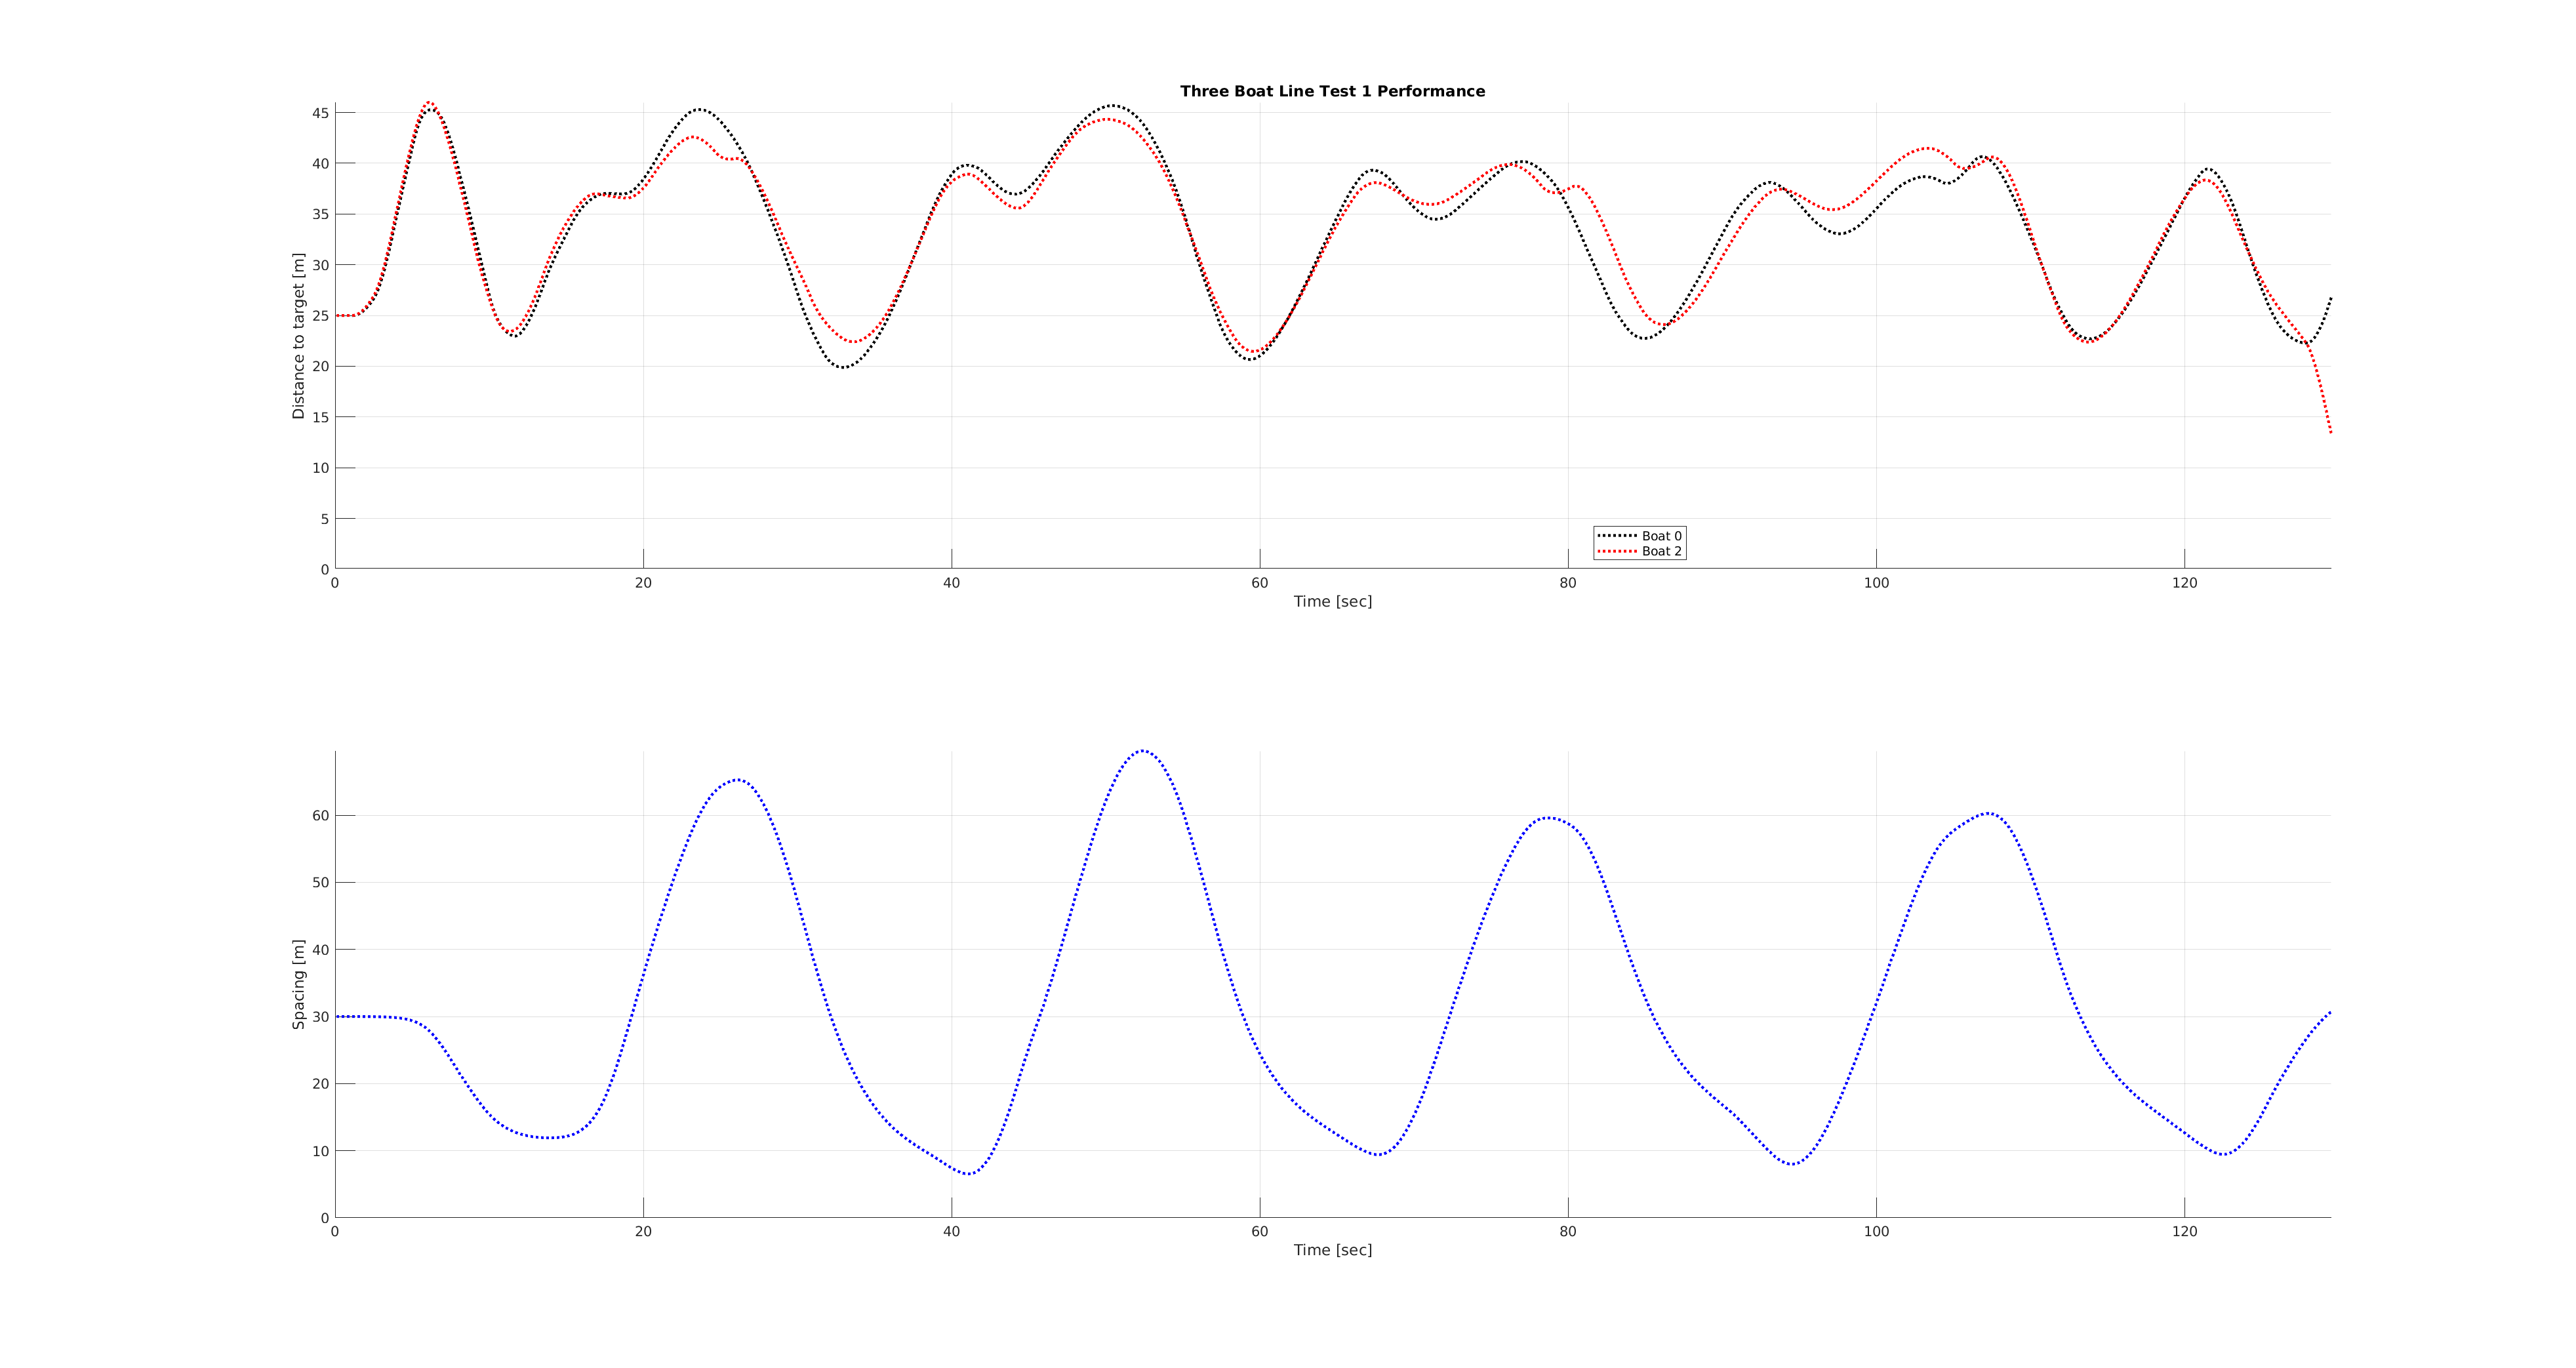 Three Boat Line Test 1 Performance
45
40
35
30
25
20
15
10
5
0
Distance to target [m]
Boat 0
Boat 2
0 20 40 60 80 100 120
Time [sec]
60
50
40
30
20
10
0
Spacing [m]
0 20 40 60 80 100 120
Time [sec]